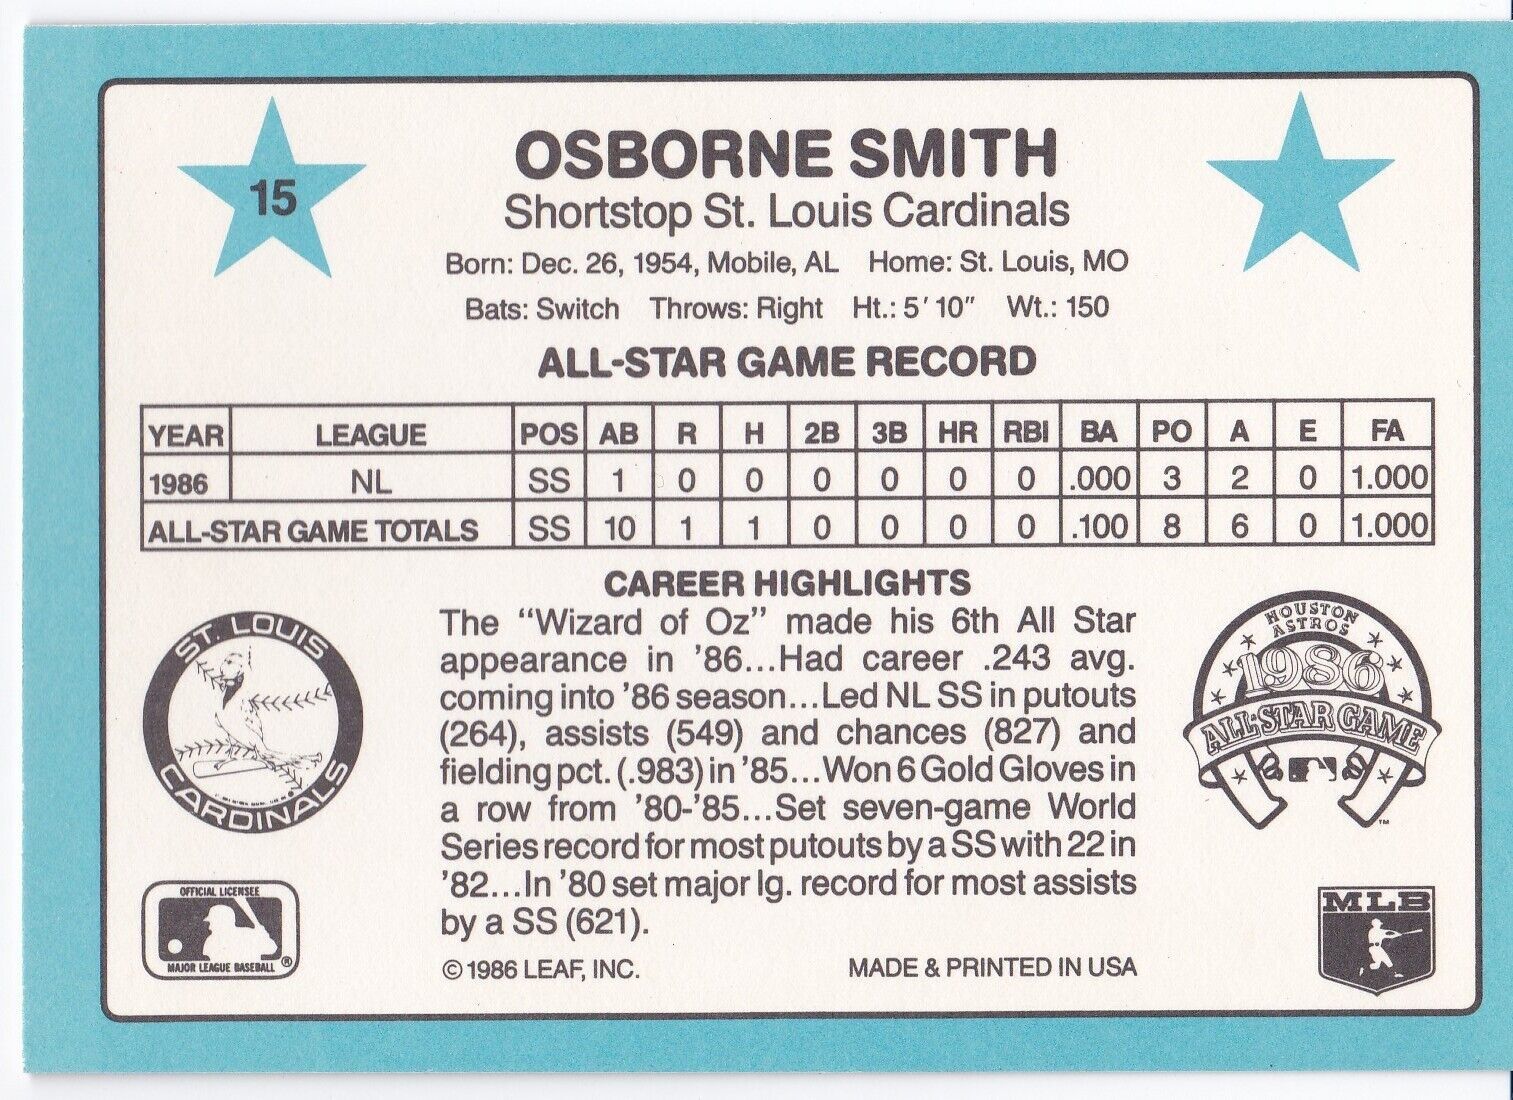 15
OSBORNE SMITH
Shortstop St. Louis Cardinals
Born: Dec. 26, 1954, Mobile, AL Home: St. Louis, MO
Bats: Switch Throws: Right Ht.: 5' 10" Wt.: 150
ALL-STAR GAME RECORD
YEAR LEAGUE POS AB R H 2B 3B HR RBI BA PO A E FA
1986 NL SS 1 0 0 0 0 0 0 .000 3 2 0 1.000
ALL-STAR GAME TOTALS SS 10 1 1 0 0 0 0 .100 8 6 0 1.000
CAREER HIGHLIGHTS
The "Wizard of Oz" made his 6th All Star
appearance in '86...Had career .243 avg.
coming into '86 season...Led NL SS in putouts
(264), assists (549) and chances (827) and
fielding pct. (.983) in '85...Won 6 Gold Gloves in
a row from '80-'85...Set seven-game World
Series record for most putouts by a SS with 22 in
'82...In '80 set major lg. record for most assists
by a SS (621).
© 1986 LEAF, INC. MADE & PRINTED IN USA
ST. LOUIS
CARDINALS
OFFICIAL LICENSEE
MAJOR LEAGUE BASEBALL ®
HOUSTON
ASTROS
1986
ALL-STAR GAME
™
MLB